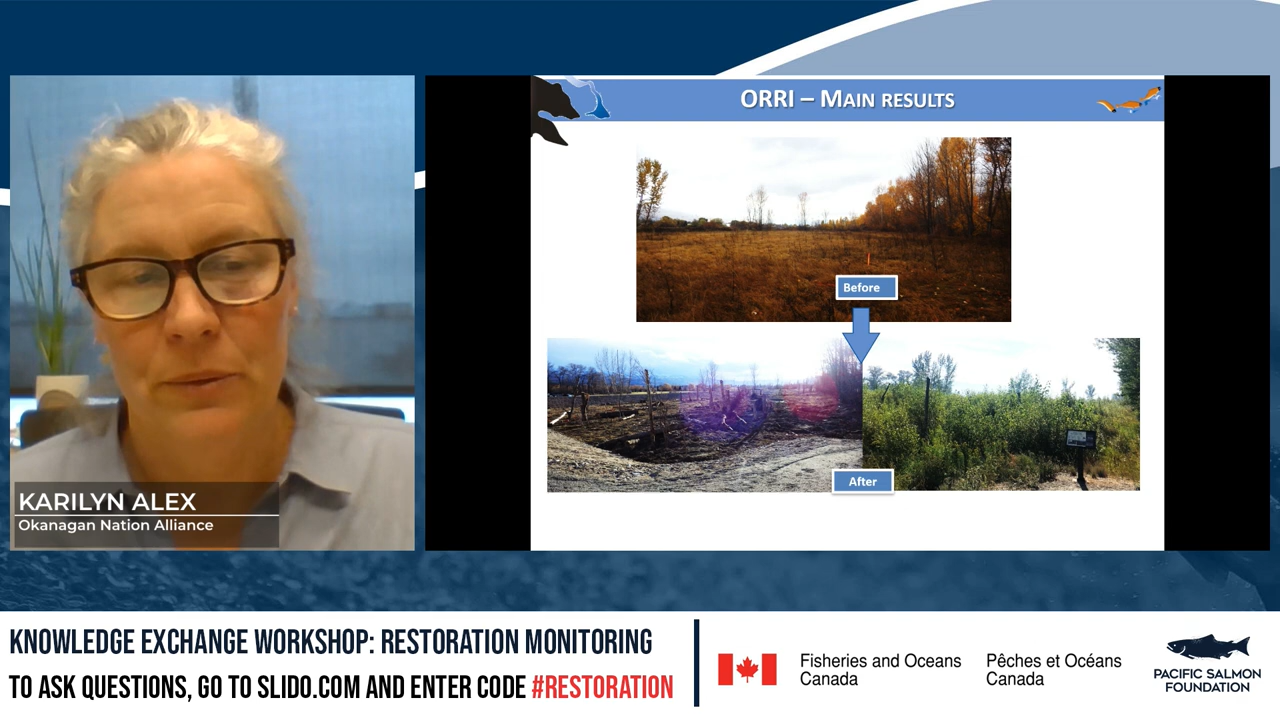 ORRI – MAIN RESULTS
Before
After
KARILYN ALEX
Okanagan Nation Alliance
KNOWLEDGE EXCHANGE WORKSHOP: RESTORATION MONITORING
TO ASK QUESTIONS, GO TO SLIDO.COM AND ENTER CODE #RESTORATION
Fisheries and Oceans
Canada
Pêches et Océans
Canada
PACIFIC SALMON
FOUNDATION